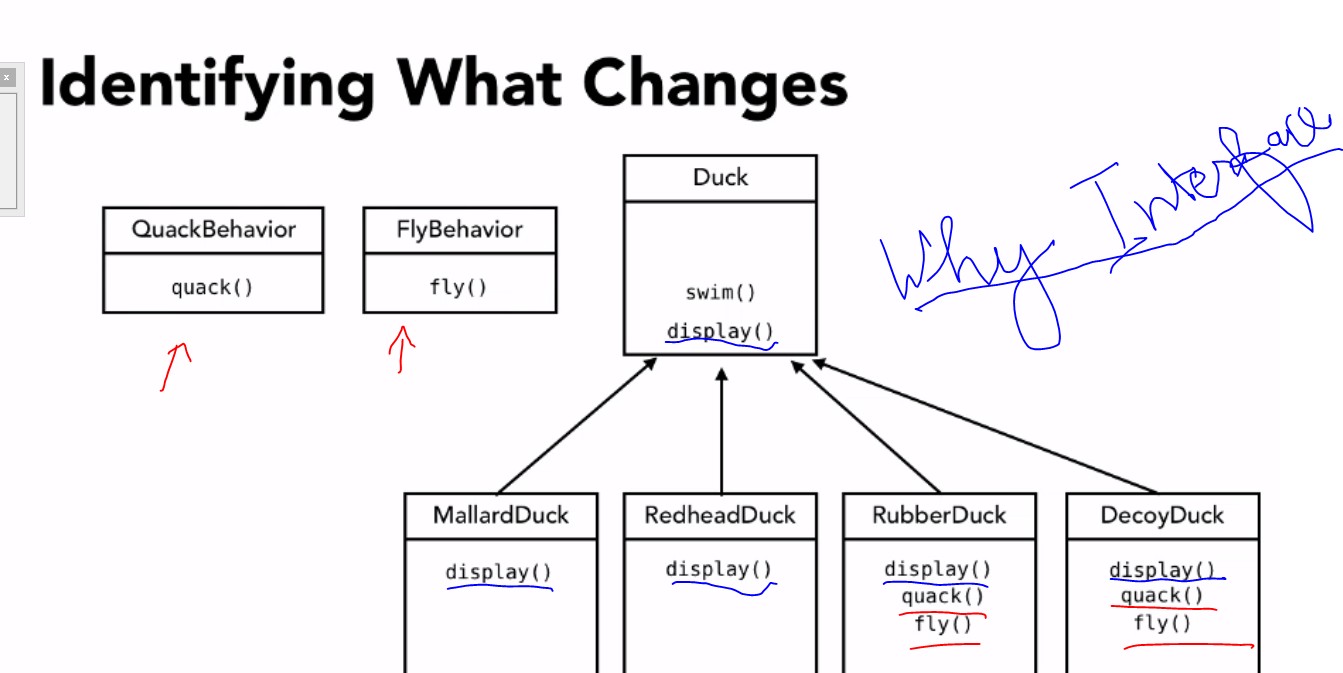 x
Identifying What Changes
Why Interface
QuackBehavior
quack()
FlyBehavior
fly()
Duck
swim()
display()
MallardDuck
display()
RedheadDuck
display()
RubberDuck
display()
quack()
fly()
DecoyDuck
display()
quack()
fly()